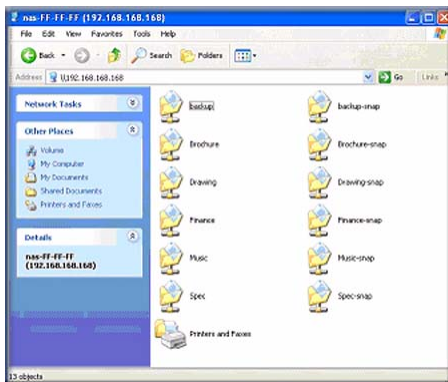 nas-FF-FF-FF (192.168.168.168)
File Edit View Favorites Tools Help
Back Search Folders
Address \\192.168.168.168 Go Links »
Network Tasks
Other Places
Volume
My Computer
My Documents
Shared Documents
Printers and Faxes
Details
nas-FF-FF-FF
(192.168.168.168)
backup backup-snap
Brochure Brochure-snap
Drawing Drawing-snap
Finance Finance-snap
Music Music-snap
Spec Spec-snap
Printers and Faxes
13 objects